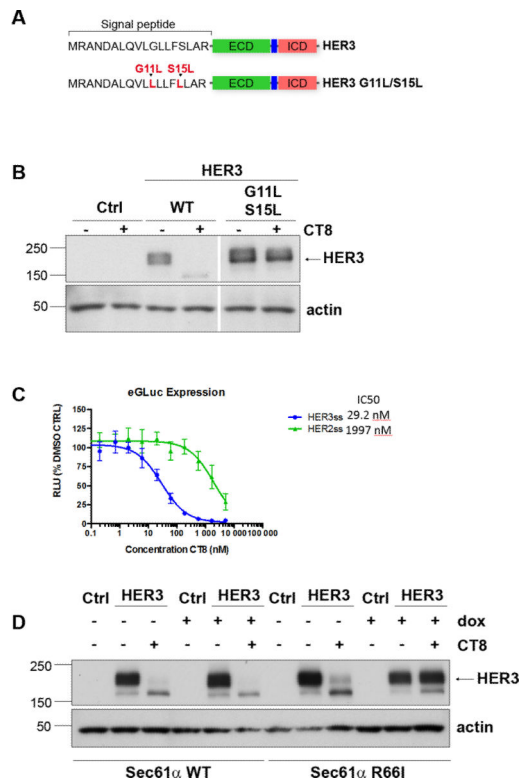 A
Signal peptide
MRANDALQVLGLLFSLAR ECD ICD HER3
G11L S15L
MRANDALQVLLLLFLLAR ECD ICD HER3 G11L/S15L
B
HER3
Ctrl WT G11L S15L
- + - + - + CT8
250
150
←HER3
50
actin
C
eGLuc Expression
RLU (% DMSO CTRL)
125
100
75
50
25
0
0.1 1 10 100 1 000 10 000 100 000
Concentration CT8 (nM)
IC50
HER3ss 29.2 nM
HER2ss 1997 nM
D
Ctrl HER3 Ctrl HER3 Ctrl HER3 Ctrl HER3
- - - + + + - - - + + + dox
- - + - - + - - + - - + CT8
250
150
←HER3
50
actin
Sec61α WT Sec61α R66I